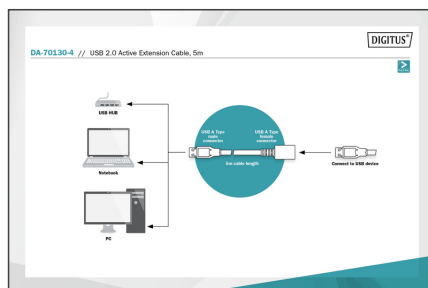 DIGITUS®
DA-70130-4 // USB 2.0 Active Extension Cable, 5m
USB HUB
USB A Type
male
connector
USB A Type
female
connector
5m cable length
Notebook
Connect to USB device
PC